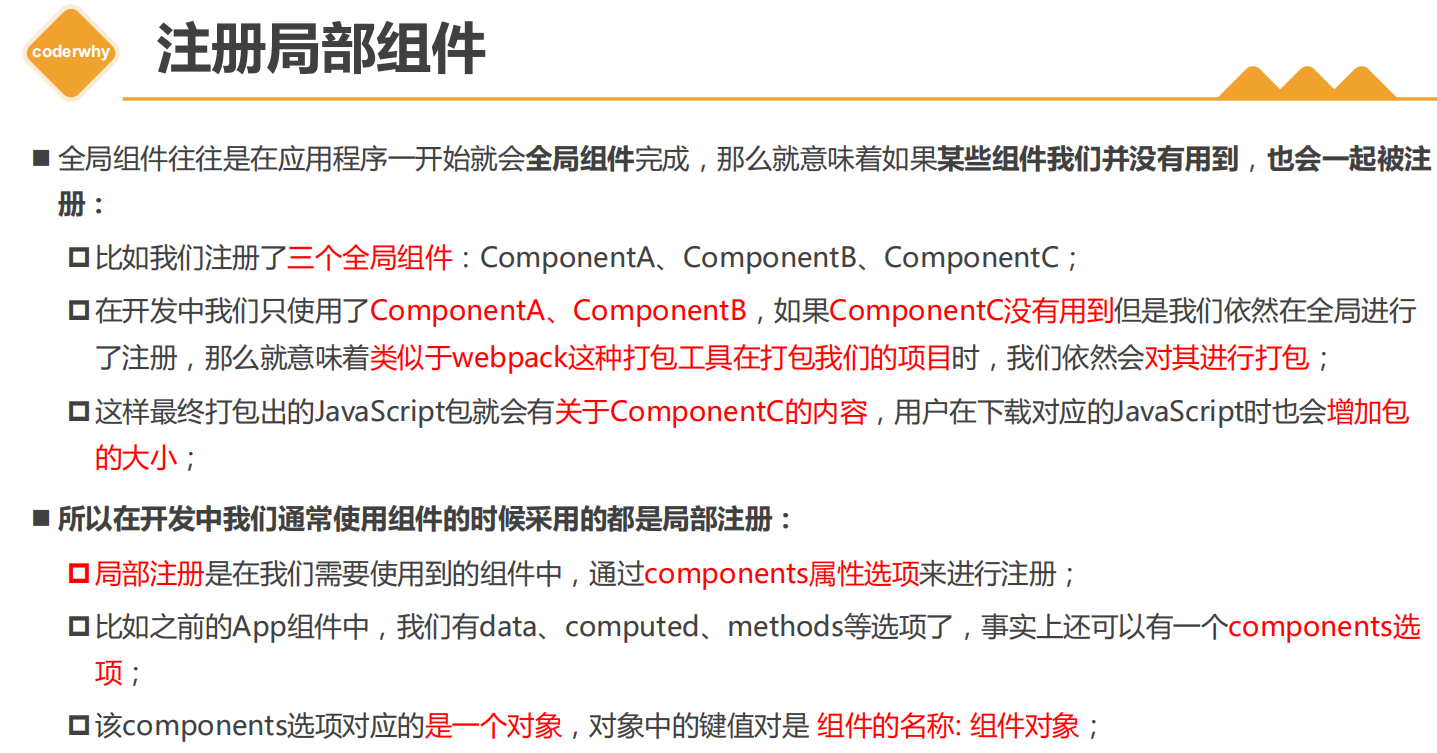 coderwhy
注册局部组件
全局组件往往是在应用程序一开始就会全局组件完成，那么就意味着如果某些组件我们并没有用到，也会一起被注
册：
比如我们注册了三个全局组件：ComponentA、ComponentB、ComponentC；
在开发中我们只使用了ComponentA、ComponentB，如果ComponentC没有用到但是我们依然在全局进行
了注册，那么就意味着类似于webpack这种打包工具在打包我们的项目时，我们依然会对其进行打包；
这样最终打包出的JavaScript包就会有关于ComponentC的内容，用户在下载对应的JavaScript时也会增加包
的大小；
所以在开发中我们通常使用组件的时候采用的都是局部注册：
局部注册是在我们需要使用到的组件中，通过components属性选项来进行注册；
比如之前的App组件中，我们有data、computed、methods等选项了，事实上还可以有一个components选
项；
该components选项对应的是一个对象，对象中的键值对是 组件的名称: 组件对象；